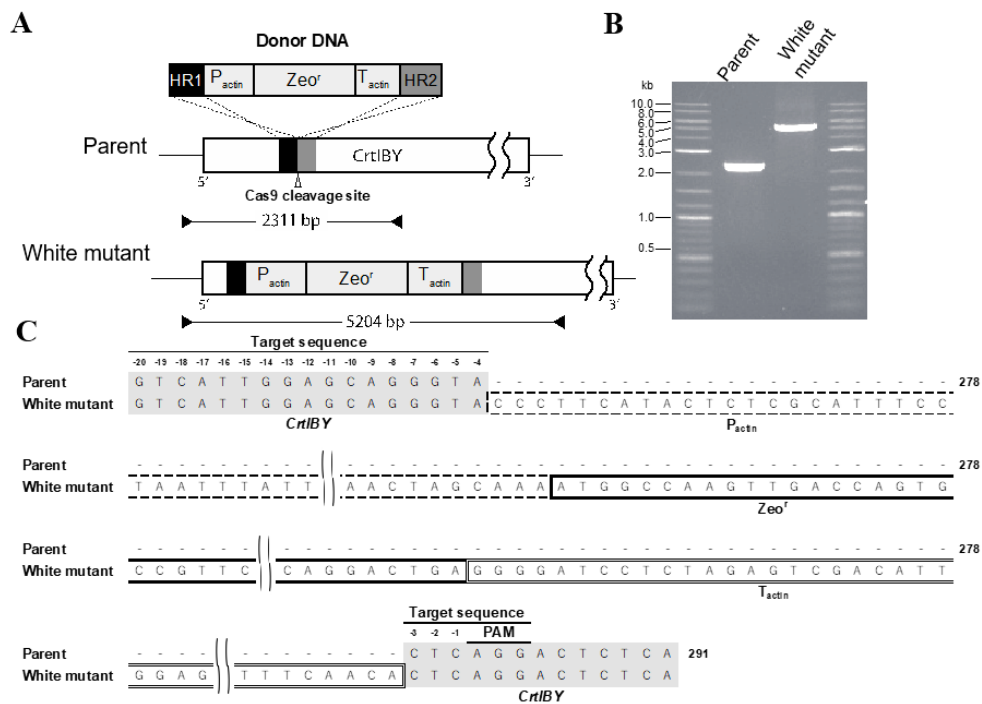 A
Donor DNA
HR1 Pactin Zeoʳ Tactin HR2
Parent
CrtIBY
5′ 3′
Cas9 cleavage site
2311 bp
White mutant
Pactin Zeoʳ Tactin
5′ 3′
5204 bp
B
Parent White mutant
kb
10.0
8.0
6.0
5.0
4.0
3.0
2.0
1.0
0.5
C
Target sequence
-20 -19 -18 -17 -16 -15 -14 -13 -12 -11 -10 -9 -8 -7 -6 -5 -4
Parent G T C A T T G G A G C A G G G T A - - - - - - - - - - - - - - - - - - - - - - 278
White mutant G T C A T T G G A G C A G G G T A C C C T T C A T A C T C T C G C A T T T C C
CrtIBY Pactin
Parent - - - - - - - - - - - - - - - - - - - - - - - - - - - - - - - - - - - - - - 278
White mutant T A A T T T A T T A A C T A G C A A A A T G G C C A A G T T G A C C A G T G
Zeoʳ
Parent - - - - - - - - - - - - - - - - - - - - - - - - - - - - - - - - - - - - - - 278
White mutant C C G T T C C A G G A C T G A G G G G A T C C T C T A G A G T C G A C A T T
Tactin
Target sequence
-3 -2 -1 PAM
Parent - - - - - - - - - - - - C T C A G G A C T C T C A 291
White mutant G G A G T T T C A A C A C T C A G G A C T C T C A
CrtIBY